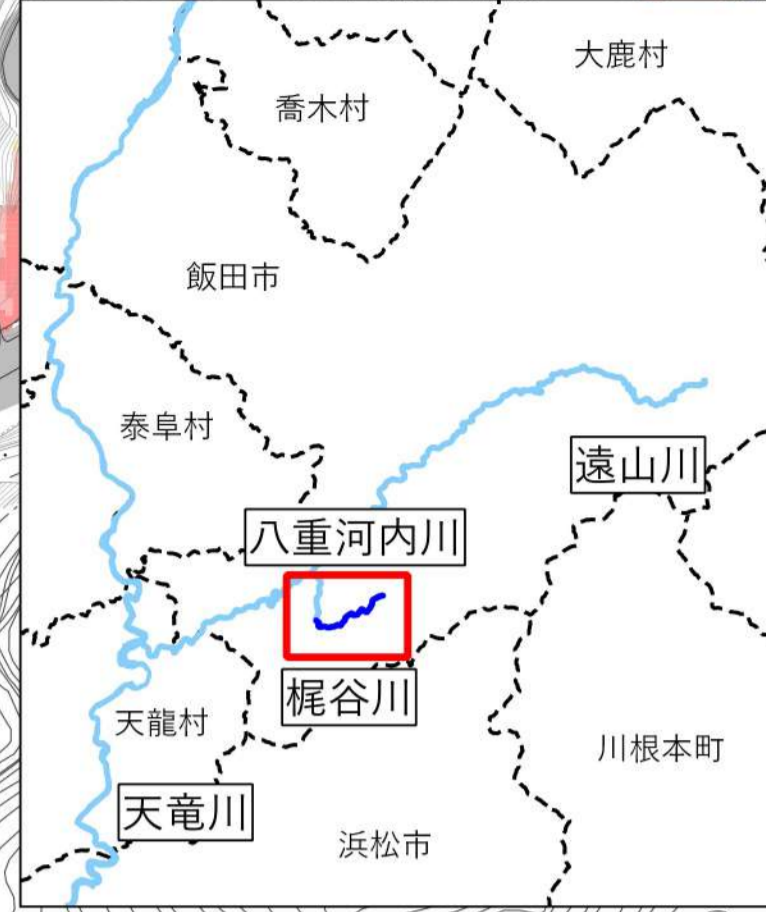 大鹿村
喬木村
飯田市
泰阜村
遠山川
八重河内川
梶谷川
天龍村
川根本町
天竜川
浜松市